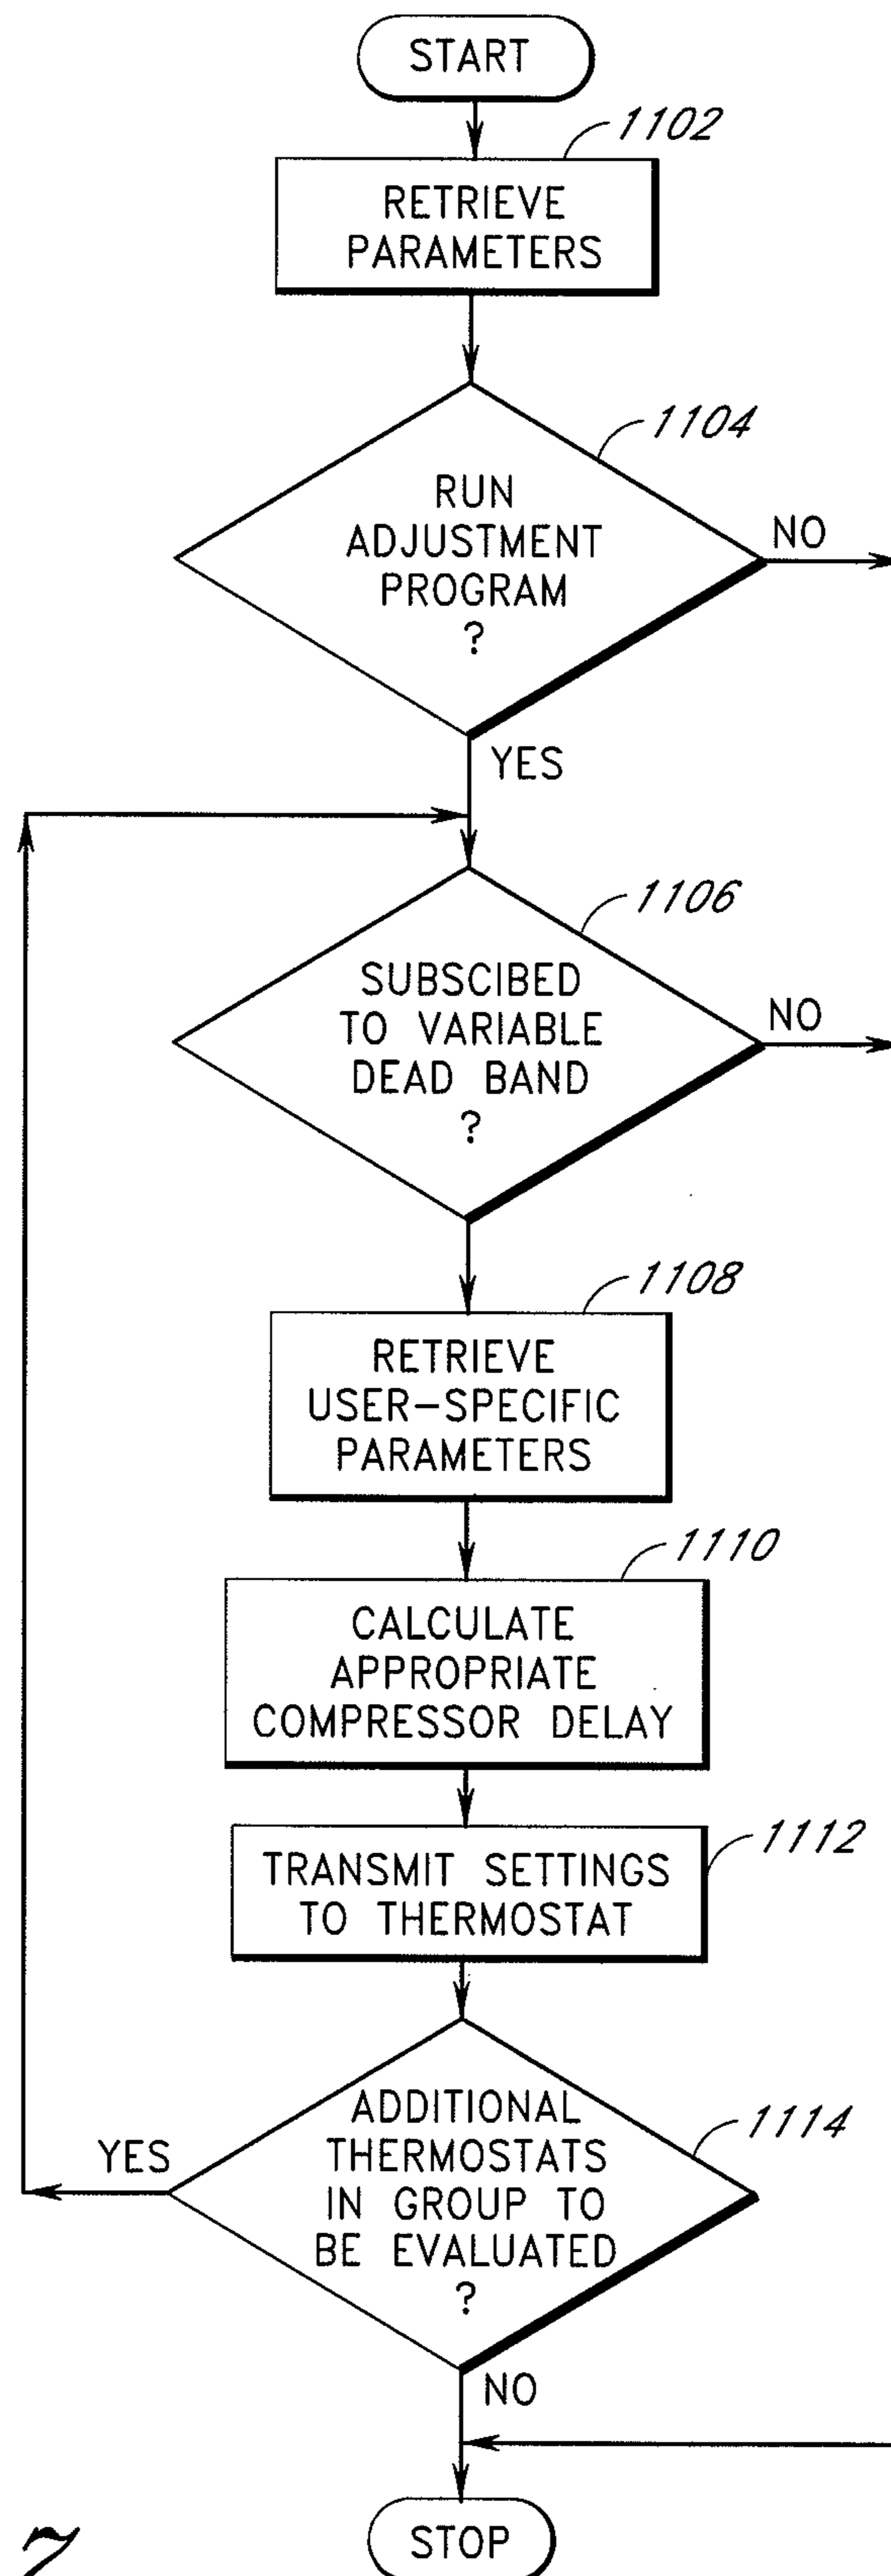 START
1102
RETRIEVE
PARAMETERS
1104
RUN
ADJUSTMENT
PROGRAM
?
NO
YES
1106
SUBSCIBED
TO VARIABLE
DEAD BAND
?
NO
1108
RETRIEVE
USER-SPECIFIC
PARAMETERS
1110
CALCULATE
APPROPRIATE
COMPRESSOR DELAY
1112
TRANSMIT SETTINGS
TO THERMOSTAT
1114
ADDITIONAL
THERMOSTATS
IN GROUP TO
BE EVALUATED
?
YES
NO
STOP